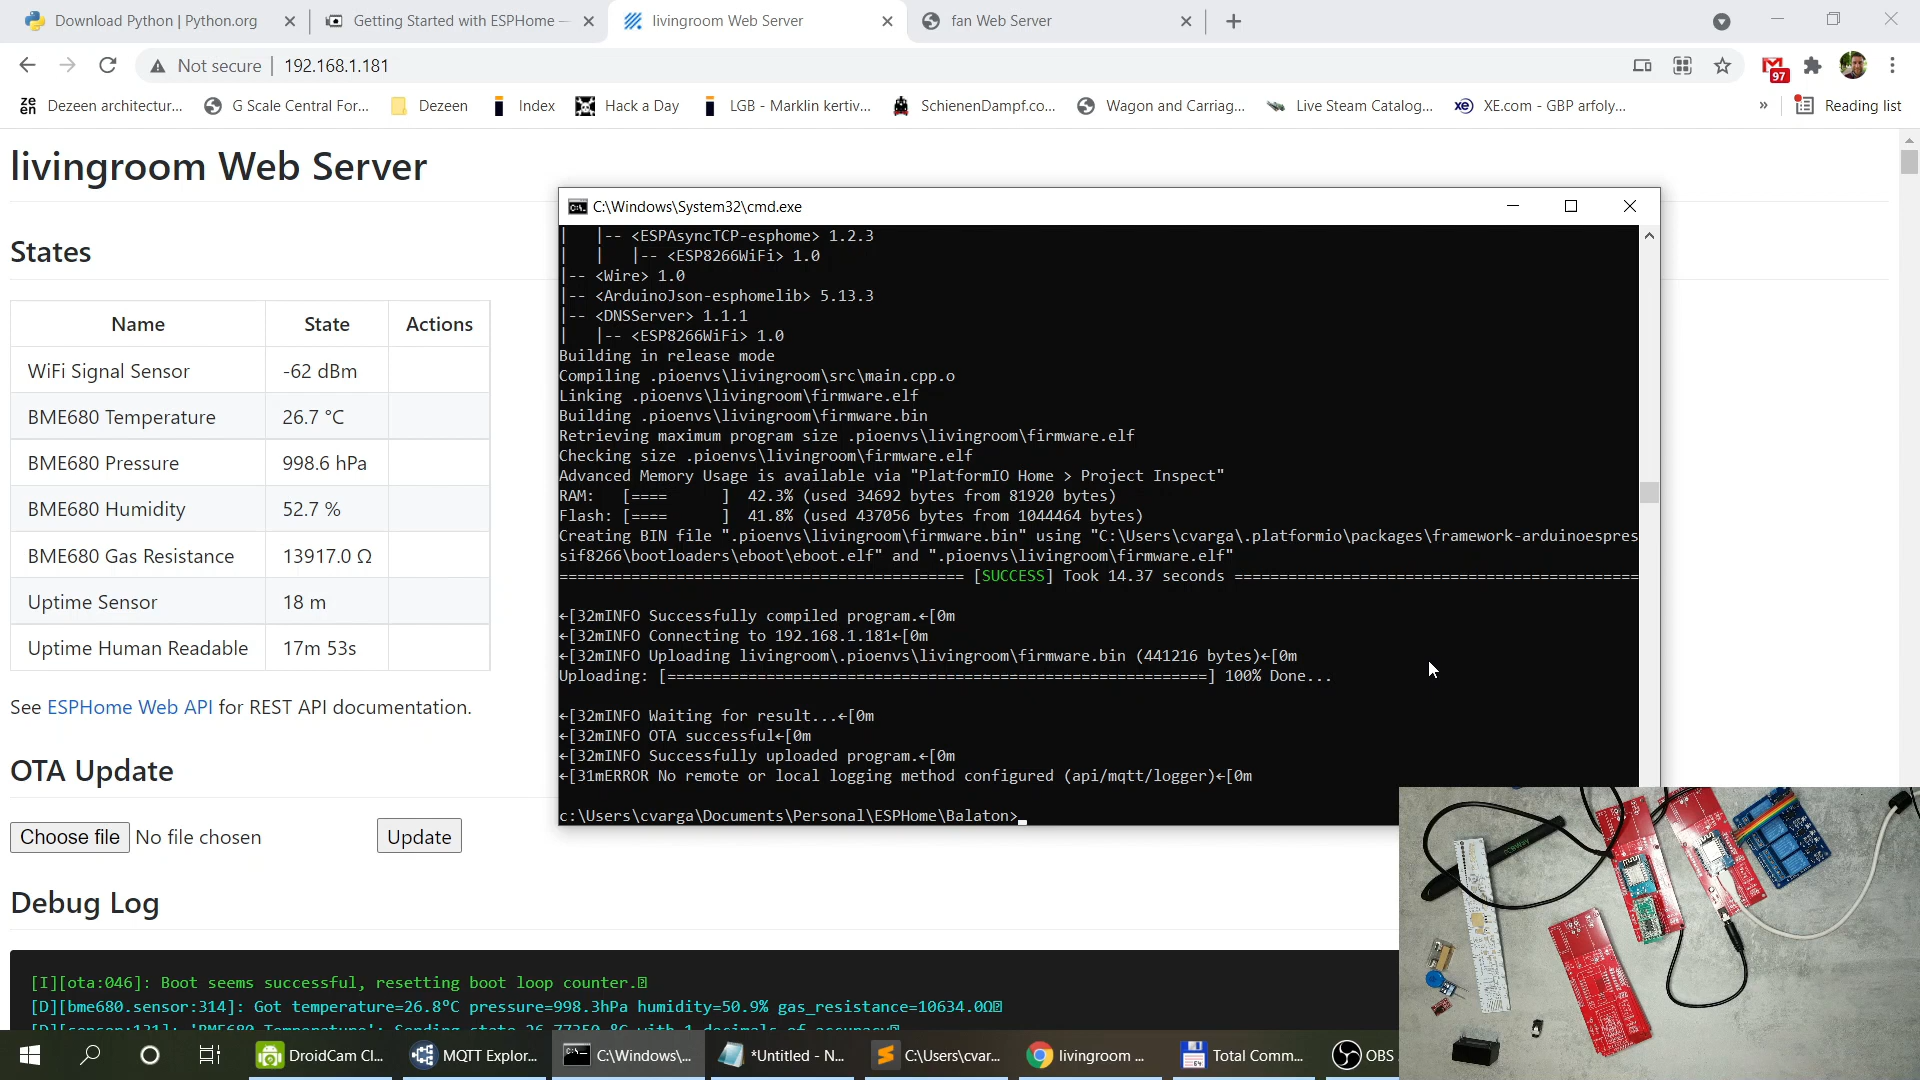 Download Python | Python.org
Getting Started with ESPHome —
livingroom Web Server
fan Web Server
Not secure
192.168.1.181
97
Dezeen architectur...
G Scale Central For...
Dezeen
Index
Hack a Day
LGB - Marklin kertiv...
SchienenDampf.co...
Wagon and Carriag...
Live Steam Catalog...
XE.com - GBP arfoly...
»
Reading list
livingroom Web Server
States
Name State Actions
WiFi Signal Sensor -62 dBm
BME680 Temperature 26.7 °C
BME680 Pressure 998.6 hPa
BME680 Humidity 52.7 %
BME680 Gas Resistance 13917.0 Ω
Uptime Sensor 18 m
Uptime Human Readable 17m 53s
See ESPHome Web API for REST API documentation.
OTA Update
Choose file No file chosen Update
Debug Log
[I][ota:046]: Boot seems successful, resetting boot loop counter.
[D][bme680.sensor:314]: Got temperature=26.8°C pressure=998.3hPa humidity=50.9% gas_resistance=10634.0Ω
C:\Windows\System32\cmd.exe
|   |-- <ESPAsyncTCP-esphome> 1.2.3
|   |   |-- <ESP8266WiFi> 1.0
|-- <Wire> 1.0
|-- <ArduinoJson-esphomelib> 5.13.3
|-- <DNSServer> 1.1.1
|   |-- <ESP8266WiFi> 1.0
Building in release mode
Compiling .pioenvs\livingroom\src\main.cpp.o
Linking .pioenvs\livingroom\firmware.elf
Building .pioenvs\livingroom\firmware.bin
Retrieving maximum program size .pioenvs\livingroom\firmware.elf
Checking size .pioenvs\livingroom\firmware.elf
Advanced Memory Usage is available via "PlatformIO Home > Project Inspect"
RAM:   [====      ]  42.3% (used 34692 bytes from 81920 bytes)
Flash: [====      ]  41.8% (used 437056 bytes from 1044464 bytes)
Creating BIN file ".pioenvs\livingroom\firmware.bin" using "C:\Users\cvarga\.platformio\packages\framework-arduinoespres
sif8266\bootloaders\eboot\eboot.elf" and ".pioenvs\livingroom\firmware.elf"
============================================= [SUCCESS] Took 14.37 seconds =============================================
←[32mINFO Successfully compiled program.←[0m
←[32mINFO Connecting to 192.168.1.181←[0m
←[32mINFO Uploading livingroom\.pioenvs\livingroom\firmware.bin (441216 bytes)←[0m
Uploading: [============================================================] 100% Done...
←[32mINFO Waiting for result...←[0m
←[32mINFO OTA successful←[0m
←[32mINFO Successfully uploaded program.←[0m
←[31mERROR No remote or local logging method configured (api/mqtt/logger)←[0m
c:\Users\cvarga\Documents\Personal\ESPHome\Balaton>
DroidCam Cl...
MQTT Explor...
C:\Windows\...
*Untitled - N...
C:\Users\cvar...
livingroom ...
Total Comm...
OBS